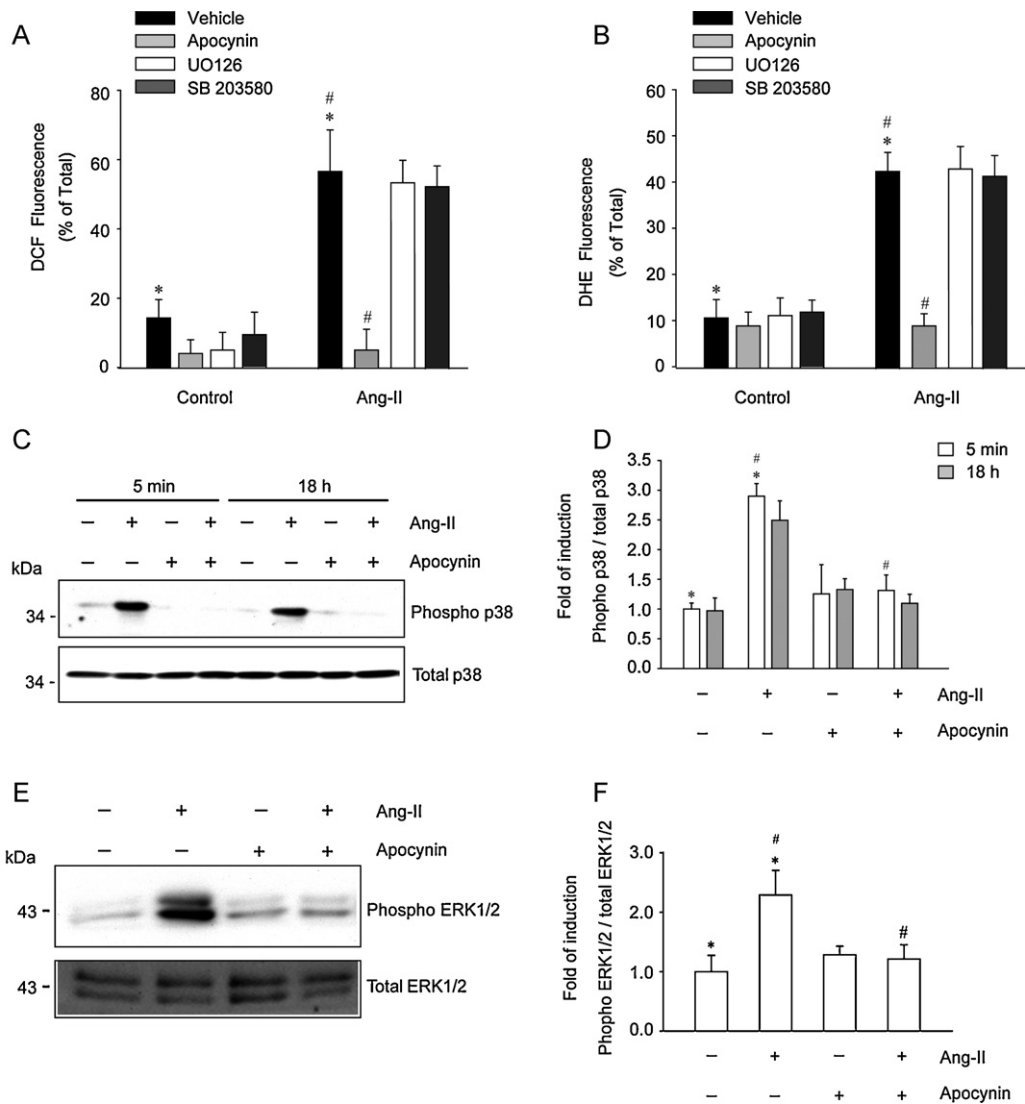 A
Vehicle
Apocynin
UO126
SB 203580
DCF Fluorescence
(% of Total)
80
60
40
20
0
*
#
*
#
Control
Ang-II
B
Vehicle
Apocynin
UO126
SB 203580
DHE Fluorescence
(% of Total)
60
50
40
30
20
10
0
*
#
*
#
Control
Ang-II
C
5 min
18 h
– + – + – + – + Ang-II
– – + + – – + + Apocynin
kDa
34 - Phospho p38
34 - Total p38
D
5 min
18 h
Fold of induction
Phopho p38 / total p38
3.5
3.0
2.5
2.0
1.5
1.0
0.5
0.0
*
#
*
#
– + – + Ang-II
– – + + Apocynin
E
– + – + Ang-II
– – + + Apocynin
kDa
43 - Phospho ERK1/2
43 - Total ERK1/2
F
Fold of induction
Phopho ERK1/2 / total ERK1/2
3.0
2.0
1.0
0.0
*
#
*
#
– + – + Ang-II
– – + + Apocynin